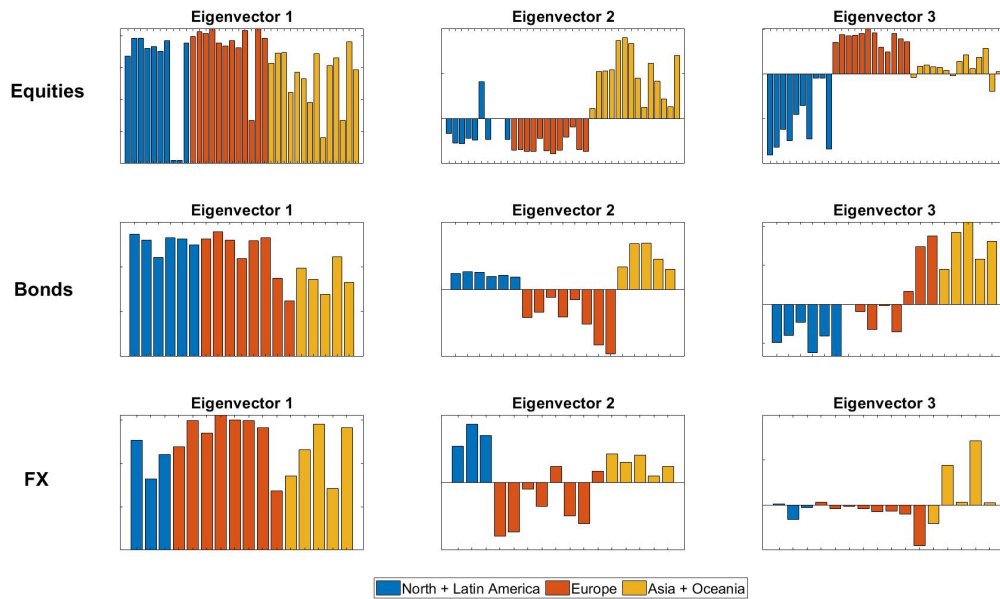 Eigenvector 1 Eigenvector 2 Eigenvector 3
Equities
Eigenvector 1 Eigenvector 2 Eigenvector 3
Bonds
Eigenvector 1 Eigenvector 2 Eigenvector 3
FX
North + Latin America Europe Asia + Oceania